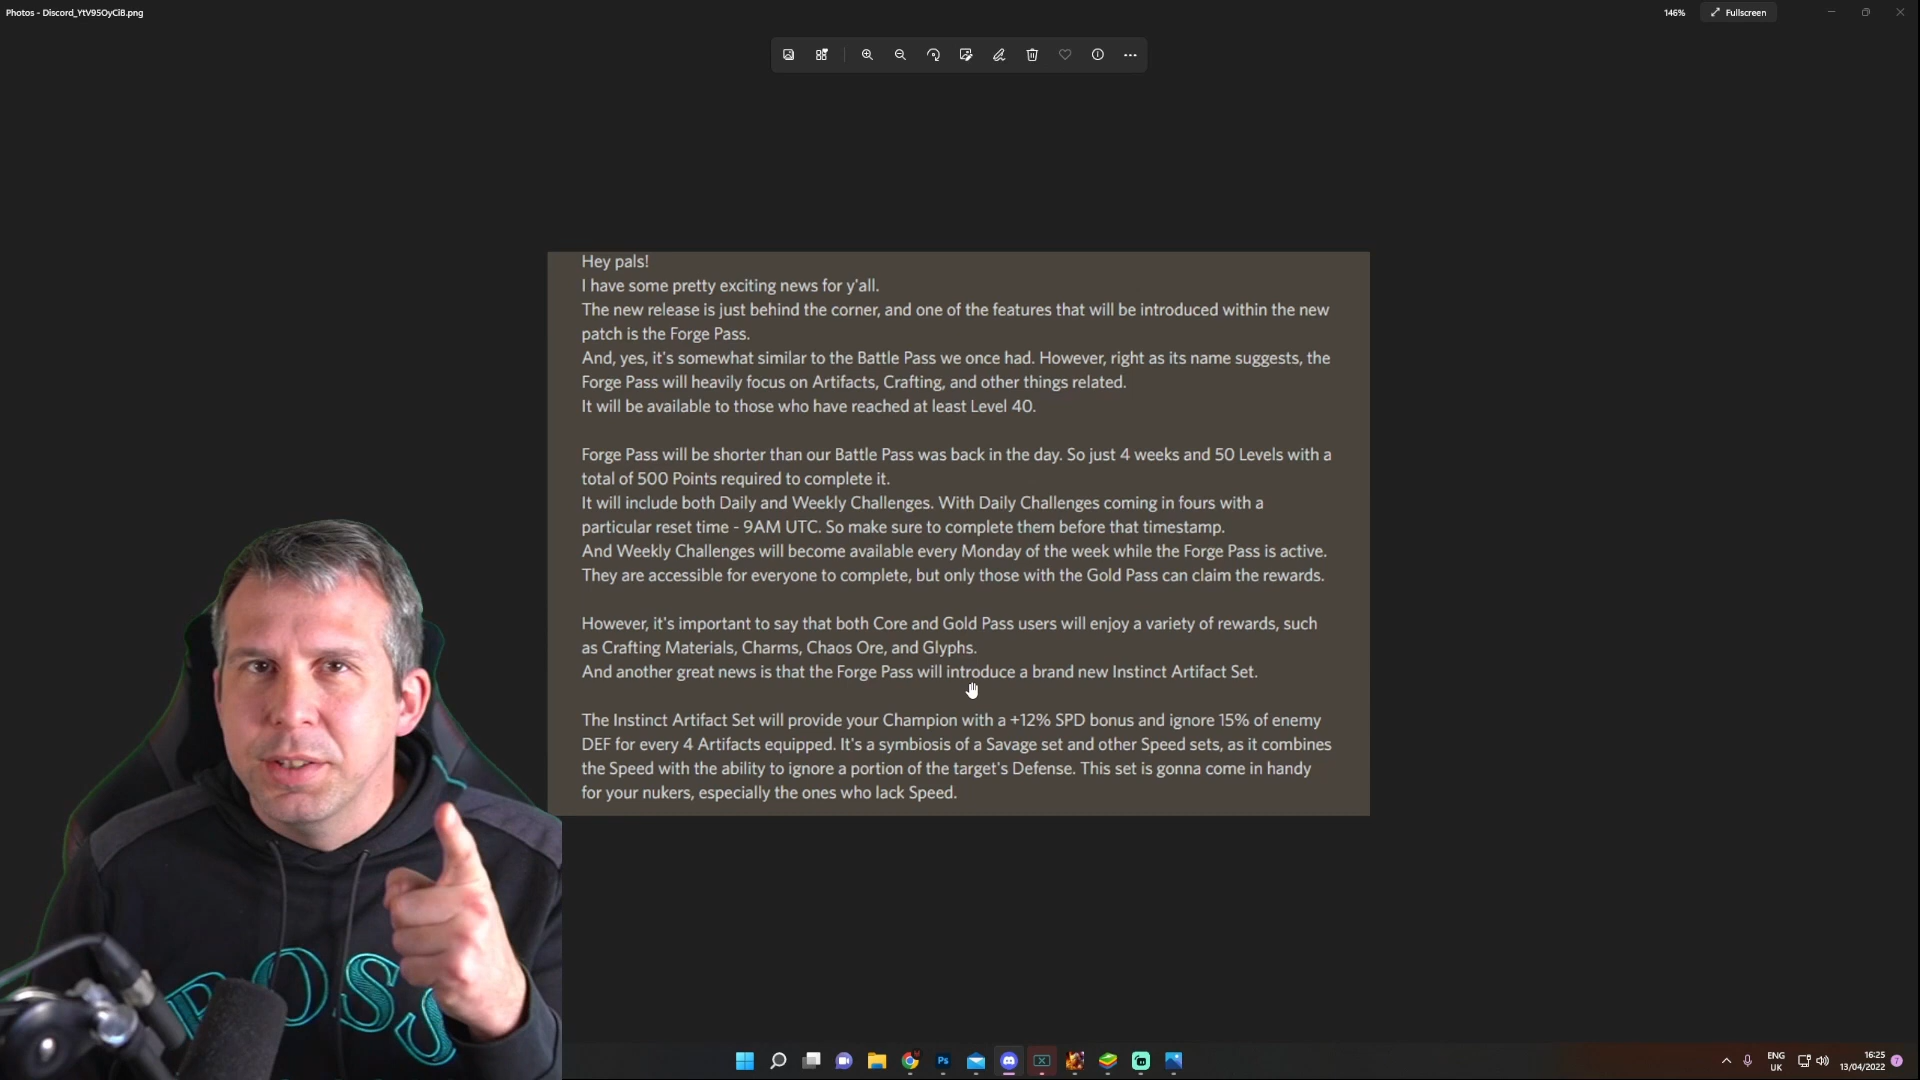 Photos - Discord_YtV95OyCi8.png
146%
Fullscreen
Hey pals!
I have some pretty exciting news for y'all.
The new release is just behind the corner, and one of the features that will be introduced within the new
patch is the Forge Pass.
And, yes, it's somewhat similar to the Battle Pass we once had. However, right as its name suggests, the
Forge Pass will heavily focus on Artifacts, Crafting, and other things related.
It will be available to those who have reached at least Level 40.
Forge Pass will be shorter than our Battle Pass was back in the day. So just 4 weeks and 50 Levels with a
total of 500 Points required to complete it.
It will include both Daily and Weekly Challenges. With Daily Challenges coming in fours with a
particular reset time - 9AM UTC. So make sure to complete them before that timestamp.
And Weekly Challenges will become available every Monday of the week while the Forge Pass is active.
They are accessible for everyone to complete, but only those with the Gold Pass can claim the rewards.
However, it's important to say that both Core and Gold Pass users will enjoy a variety of rewards, such
as Crafting Materials, Charms, Chaos Ore, and Glyphs.
And another great news is that the Forge Pass will introduce a brand new Instinct Artifact Set.
The Instinct Artifact Set will provide your Champion with a +12% SPD bonus and ignore 15% of enemy
DEF for every 4 Artifacts equipped. It's a symbiosis of a Savage set and other Speed sets, as it combines
the Speed with the ability to ignore a portion of the target's Defense. This set is gonna come in handy
for your nukers, especially the ones who lack Speed.
BOSS
Ps
ENG
UK
16:25
13/04/2022
7